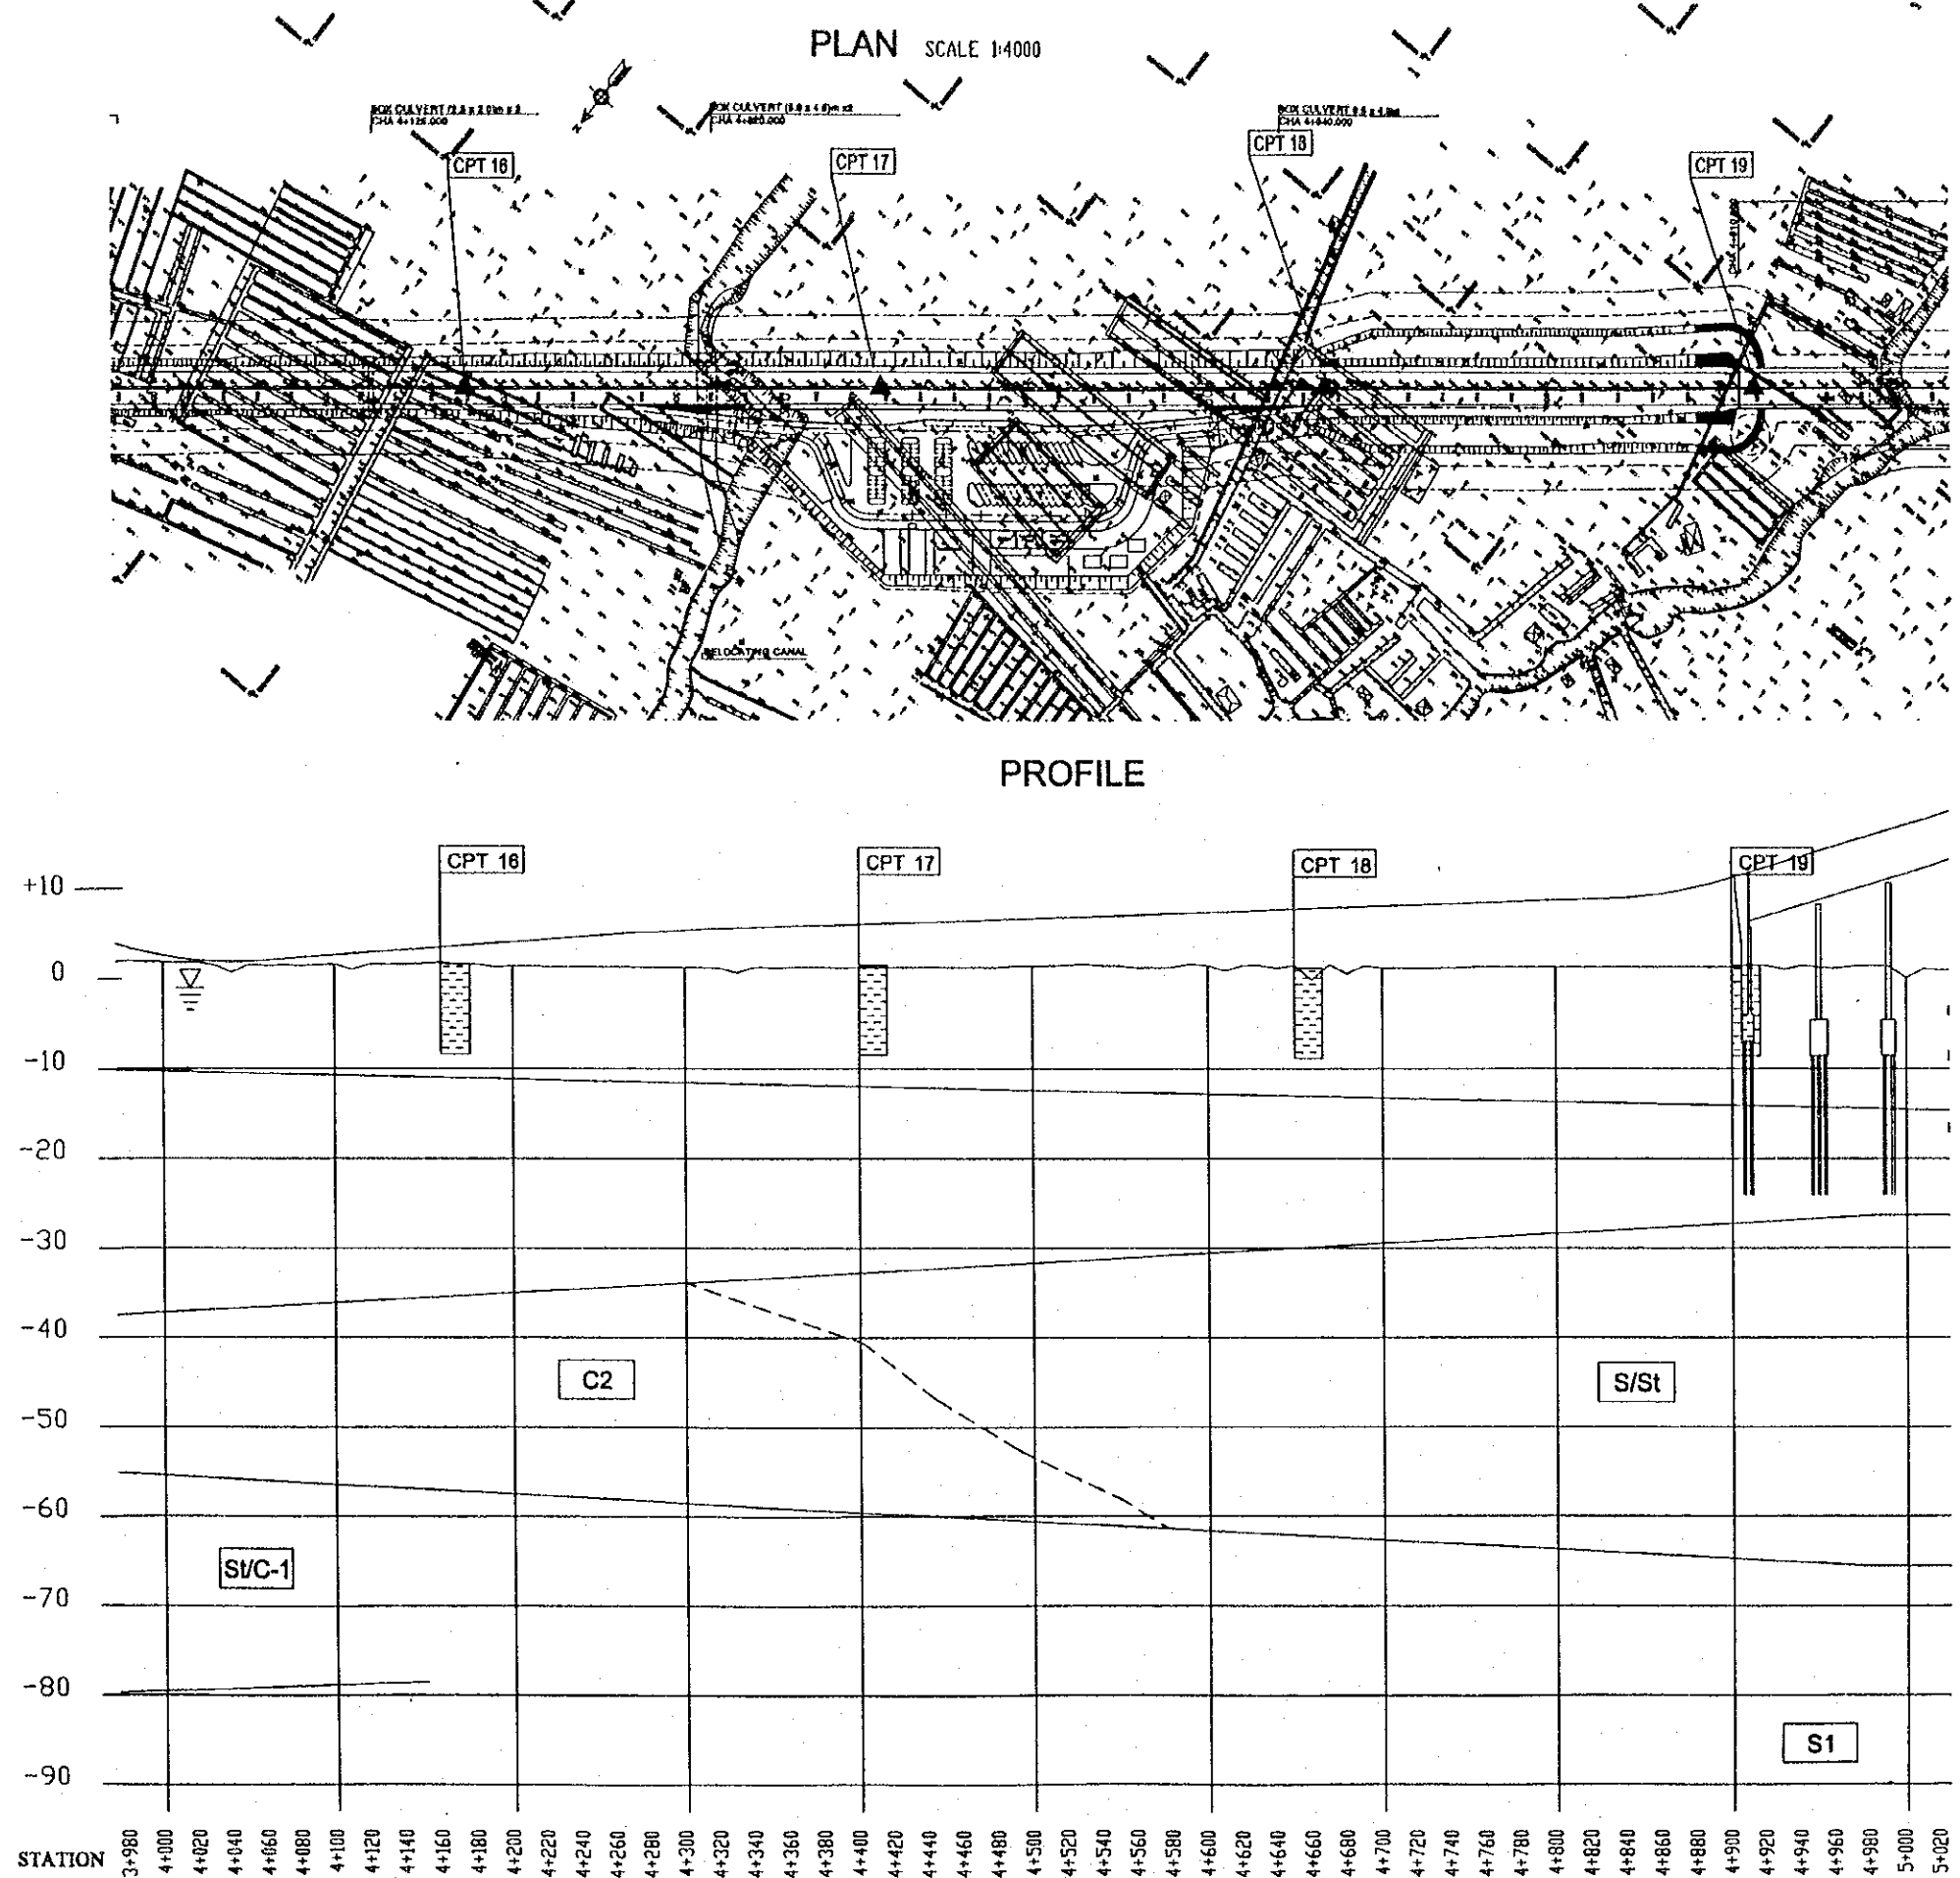 PLAN SCALE 1:4000
CHA 4+125.000
CPT 16
CPT 17
CPT 18
CPT 19
RELOCATING CANAL
PROFILE
CPT 16
CPT 17
CPT 18
CPT 19
+10
0
-10
-20
-30
-40
C2
S/St
-50
-60
St/C-1
-70
-80
S1
-90
STATION 3+980 4+000 4+020 4+040 4+060 4+080 4+100 4+120 4+140 4+160 4+180 4+200 4+220 4+240 4+260 4+280 4+300 4+320 4+340 4+360 4+380 4+400 4+420 4+440 4+460 4+480 4+500 4+520 4+540 4+560 4+580 4+600 4+620 4+640 4+660 4+680 4+700 4+720 4+740 4+760 4+780 4+800 4+820 4+840 4+860 4+880 4+900 4+920 4+940 4+960 4+980 5+000 5+020